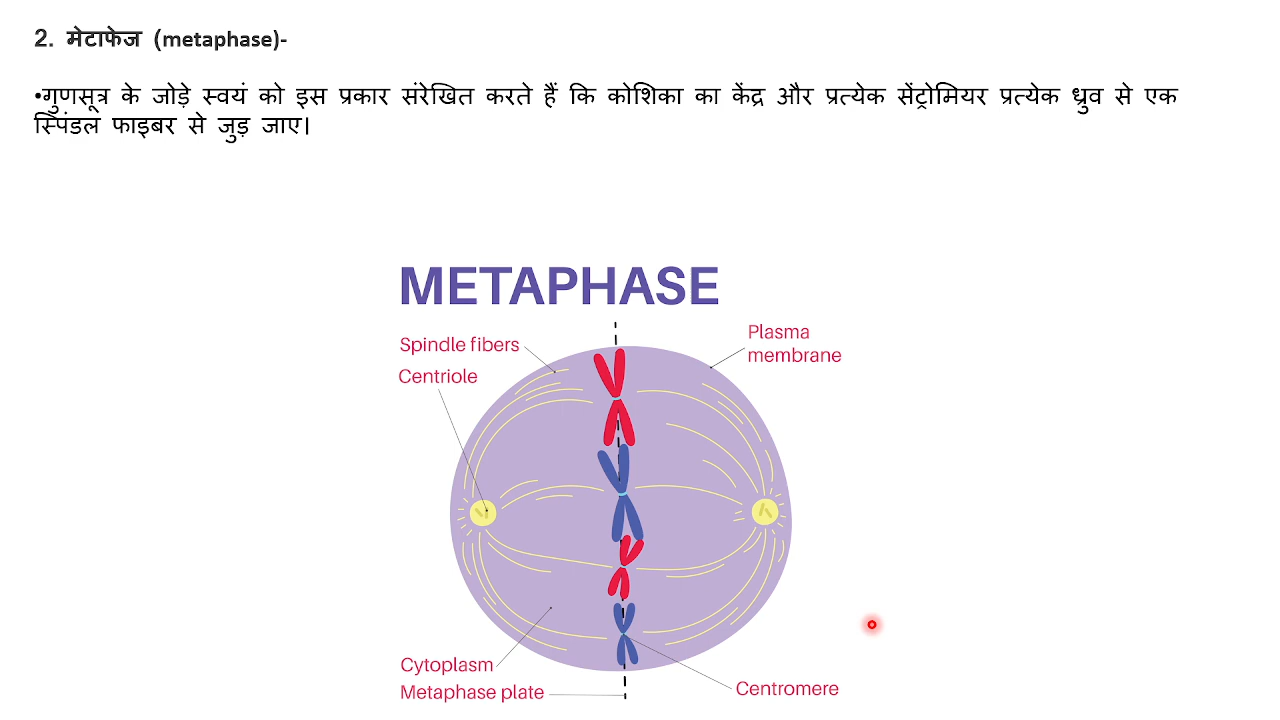 2. मेटाफेज (metaphase)-
•गुणसूत्र के जोड़े स्वयं को इस प्रकार संरेखित करते हैं कि कोशिका का केंद्र और प्रत्येक सेंट्रोमियर प्रत्येक ध्रुव से एक
स्पिंडल फाइबर से जुड़ जाए।
METAPHASE
Spindle fibers
Centriole
Plasma
membrane
Cytoplasm
Metaphase plate
Centromere